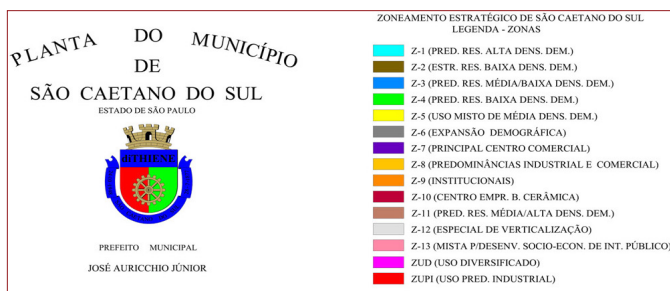 PLANTA DO MUNICÍPIO
DE
SÃO CAETANO DO SUL
ESTADO DE SÃO PAULO
di THIENE
PREFEITO MUNICIPAL
JOSÉ AURICCHIO JÚNIOR
ZONEAMENTO ESTRATÉGICO DE SÃO CAETANO DO SUL
LEGENDA - ZONAS
Z-1 (PRED. RES. ALTA DENS. DEM.)
Z-2 (ESTR. RES. BAIXA DENS. DEM.)
Z-3 (PRED. RES. MÉDIA/BAIXA DENS. DEM.)
Z-4 (PRED. RES. BAIXA DENS. DEM.)
Z-5 (USO MISTO DE MÉDIA DENS. DEM.)
Z-6 (EXPANSÃO DEMOGRÁFICA)
Z-7 (PRINCIPAL CENTRO COMERCIAL)
Z-8 (PREDOMINÂNCIAS INDUSTRIAL E COMERCIAL)
Z-9 (INSTITUCIONAIS)
Z-10 (CENTRO EMPR. B. CERÂMICA)
Z-11 (PRED. RES. MÉDIA/ALTA DENS. DEM.)
Z-12 (ESPECIAL DE VERTICALIZAÇÃO)
Z-13 (MISTA P/DESENV. SOCIO-ECON. DE INT. PÚBLICO)
ZUD (USO DIVERSIFICADO)
ZUPI (USO PRED. INDUSTRIAL)